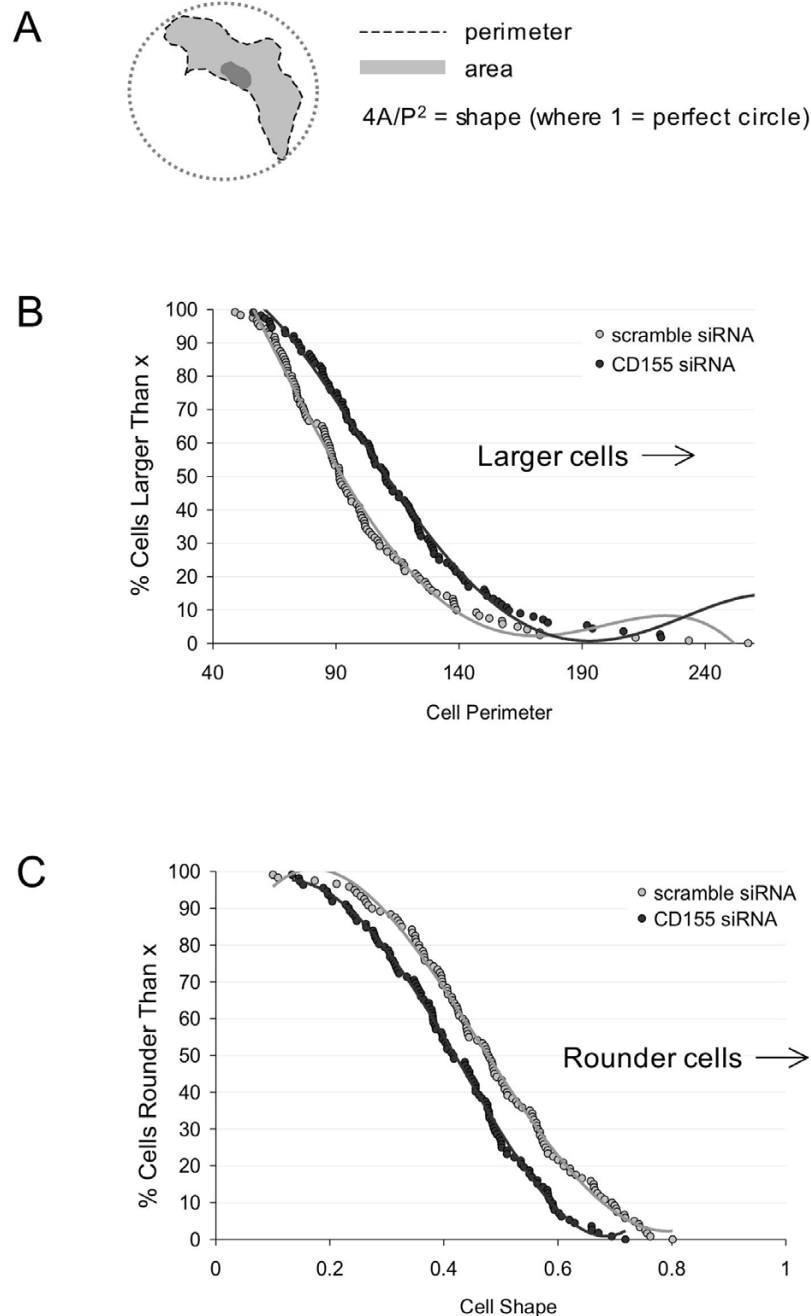 A
perimeter
area
4A/P² = shape (where 1 = perfect circle)
B
% Cells Larger Than x
100
90
80
70
60
50
40
30
20
10
0
scramble siRNA
CD155 siRNA
Larger cells
40 90 140 190 240
Cell Perimeter
C
% Cells Rounder Than x
100
90
80
70
60
50
40
30
20
10
0
scramble siRNA
CD155 siRNA
Rounder cells
0 0.2 0.4 0.6 0.8 1
Cell Shape